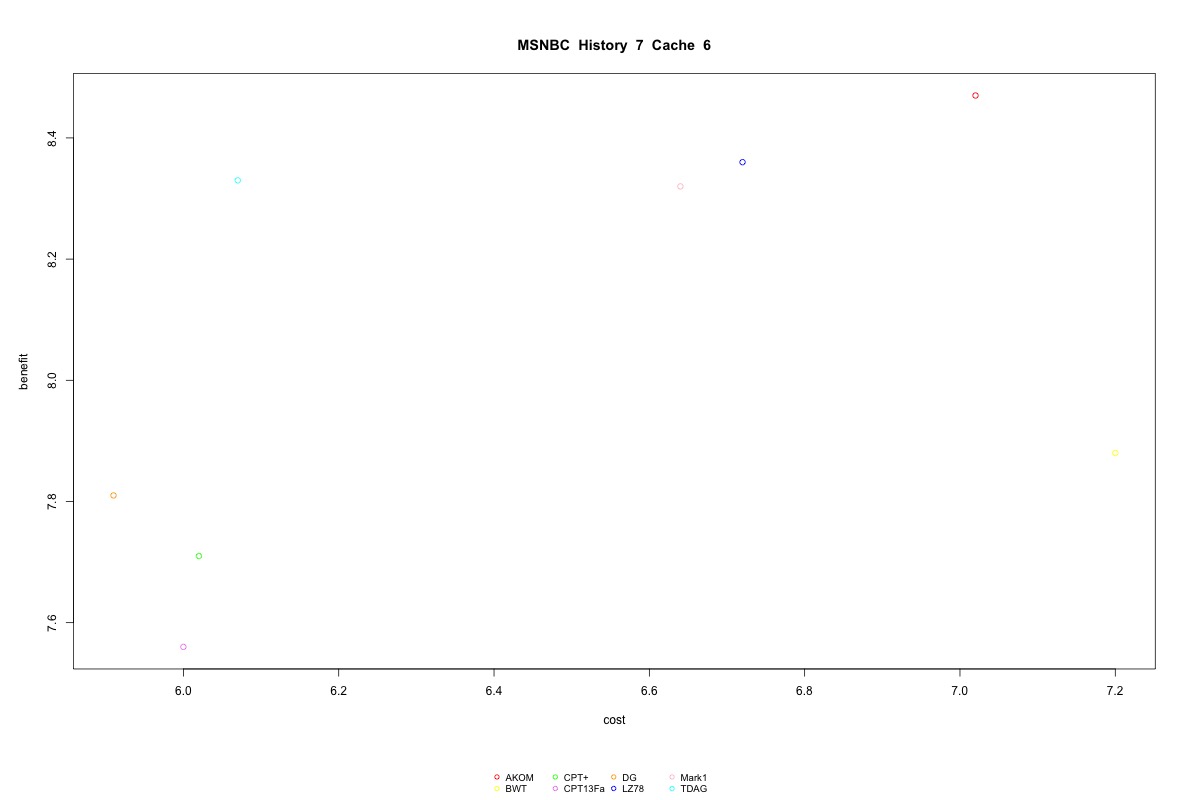 MSNBC History 7 Cache 6
benefit
8.4
8.2
8.0
7.8
7.6
6.0 6.2 6.4 6.6 6.8 7.0 7.2
cost
AKOM CPT+ DG Mark1
BWT CPT13Fa LZ78 TDAG